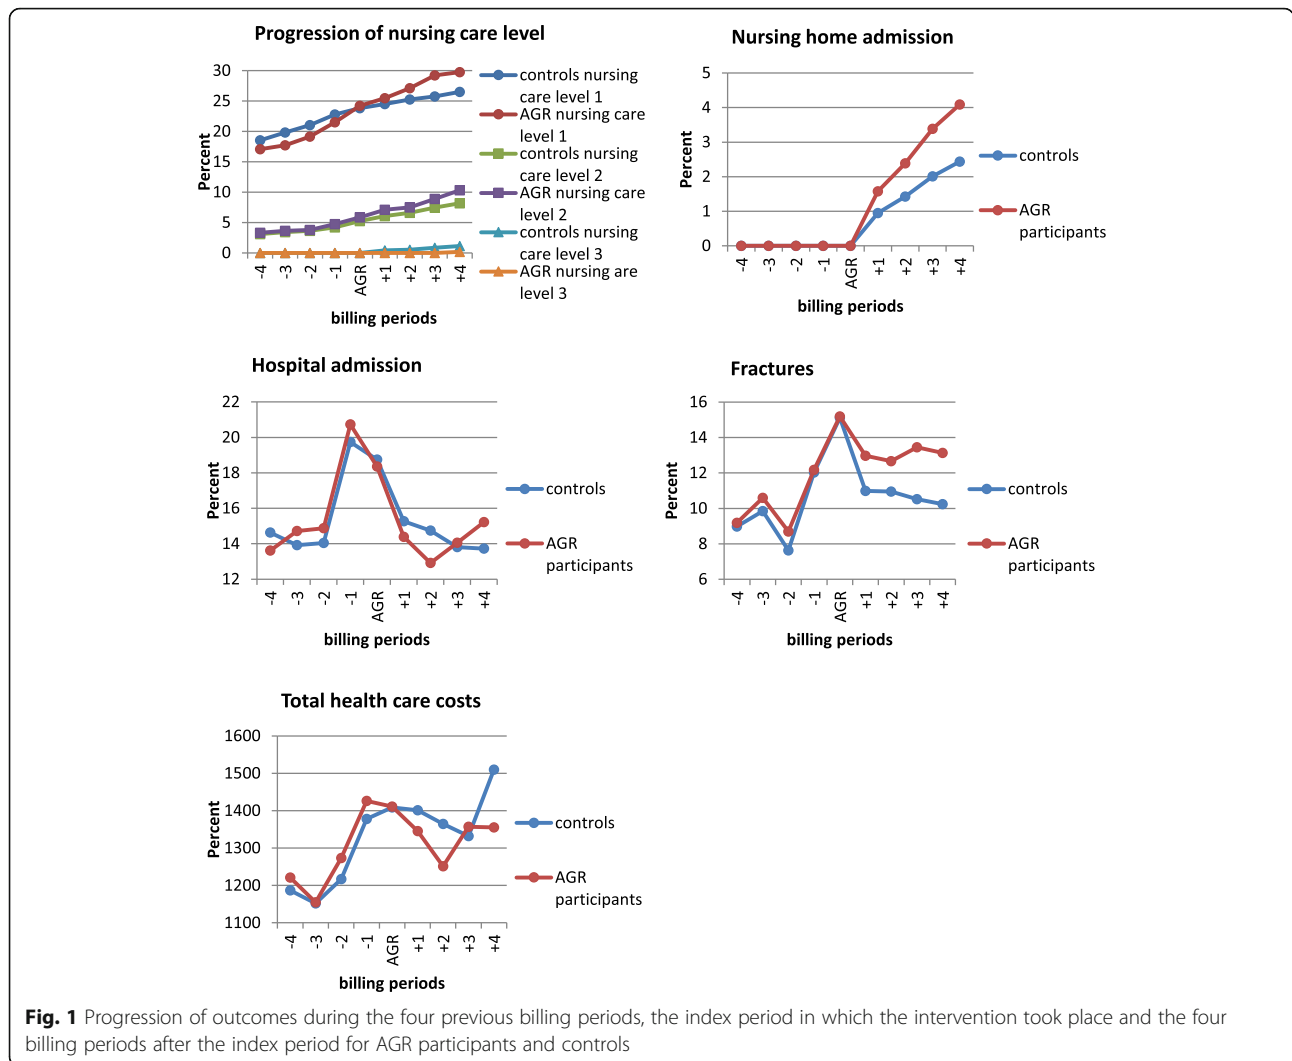 Progression of nursing care level
30
25
20
15
10
5
0
Percent
-4
-3
-2
-1
AGR
+1
+2
+3
+4
billing periods
controls nursing
care level 1
AGR nursing care
level 1
controls nursing
care level 2
AGR nursing care
level 2
controls nursing
care level 3
AGR nursing are
level 3
Nursing home admission
5
4
3
2
1
0
Percent
-4
-3
-2
-1
AGR
+1
+2
+3
+4
billing periods
controls
AGR
participants
Hospital admission
22
20
18
16
14
12
Percent
-4
-3
-2
-1
AGR
+1
+2
+3
+4
billing periods
controls
AGR
participants
Fractures
16
14
12
10
8
6
Percent
-4
-3
-2
-1
AGR
+1
+2
+3
+4
billing periods
controls
AGR
participants
Total health care costs
1600
1500
1400
1300
1200
1100
Percent
-4
-3
-2
-1
AGR
+1
+2
+3
+4
billing periods
controls
AGR
participants
Fig. 1 Progression of outcomes during the four previous billing periods, the index period in which the intervention took place and the four
billing periods after the index period for AGR participants and controls